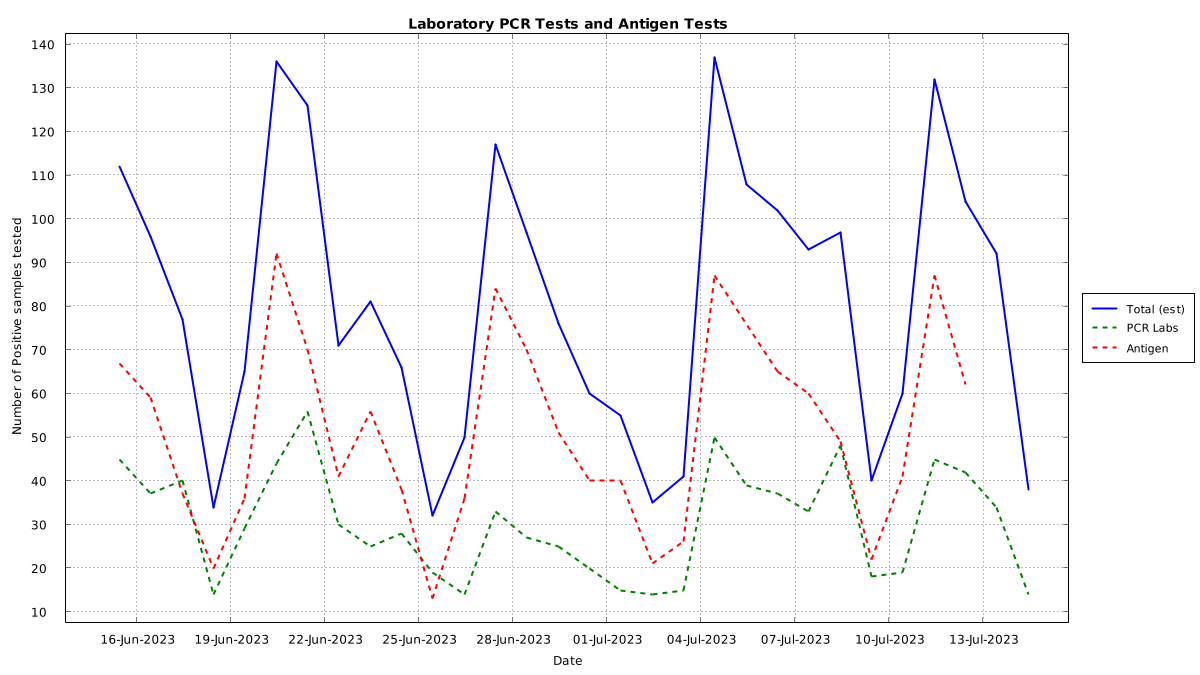 Laboratory PCR Tests and Antigen Tests
140
130
120
110
100
90
80
70
60
50
40
30
20
10
Number of Positive samples tested
16-Jun-2023 19-Jun-2023 22-Jun-2023 25-Jun-2023 28-Jun-2023 01-Jul-2023 04-Jul-2023 07-Jul-2023 10-Jul-2023 13-Jul-2023
Date
Total (est)
PCR Labs
Antigen